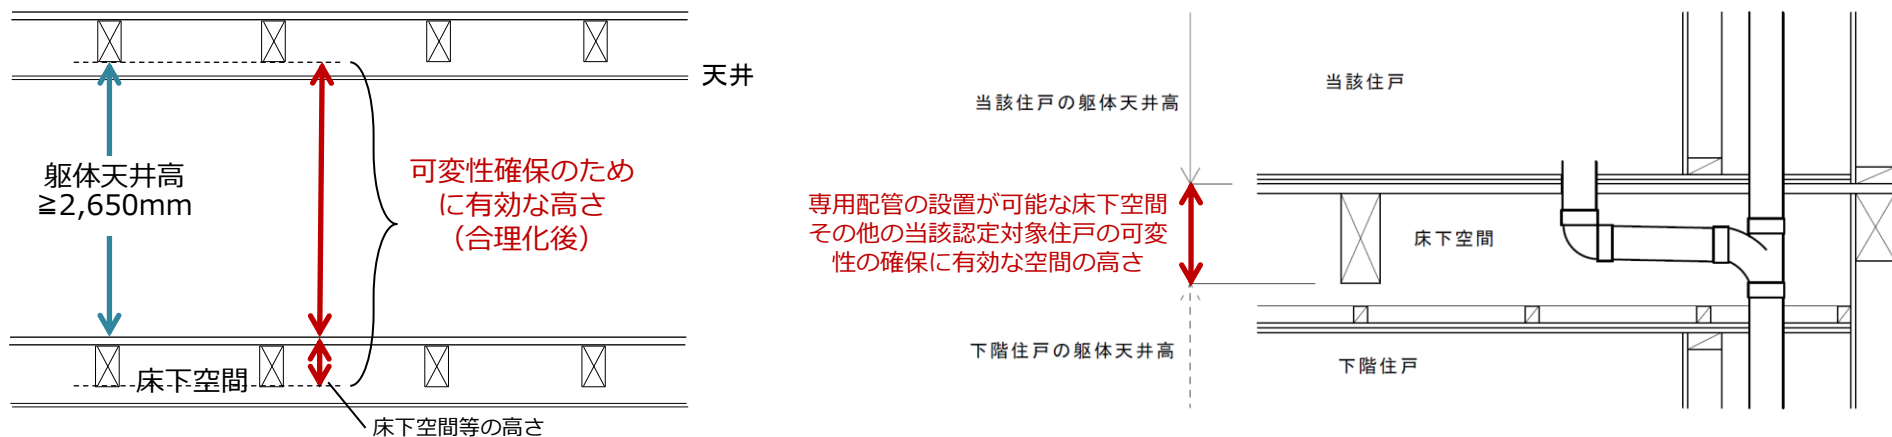 天井
躯体天井高
≧2,650mm
可変性確保のため
に有効な高さ
（合理化後）
床下空間
床下空間等の高さ
当該住戸の躯体天井高
当該住戸
専用配管の設置が可能な床下空間
その他の当該認定対象住戸の可変
性の確保に有効な空間の高さ
床下空間
下階住戸の躯体天井高
下階住戸